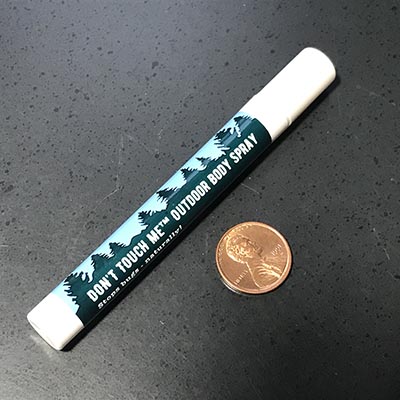 DON'T TOUCH ME™ OUTDOOR BODY SPRAY
Stops bugs - naturally!